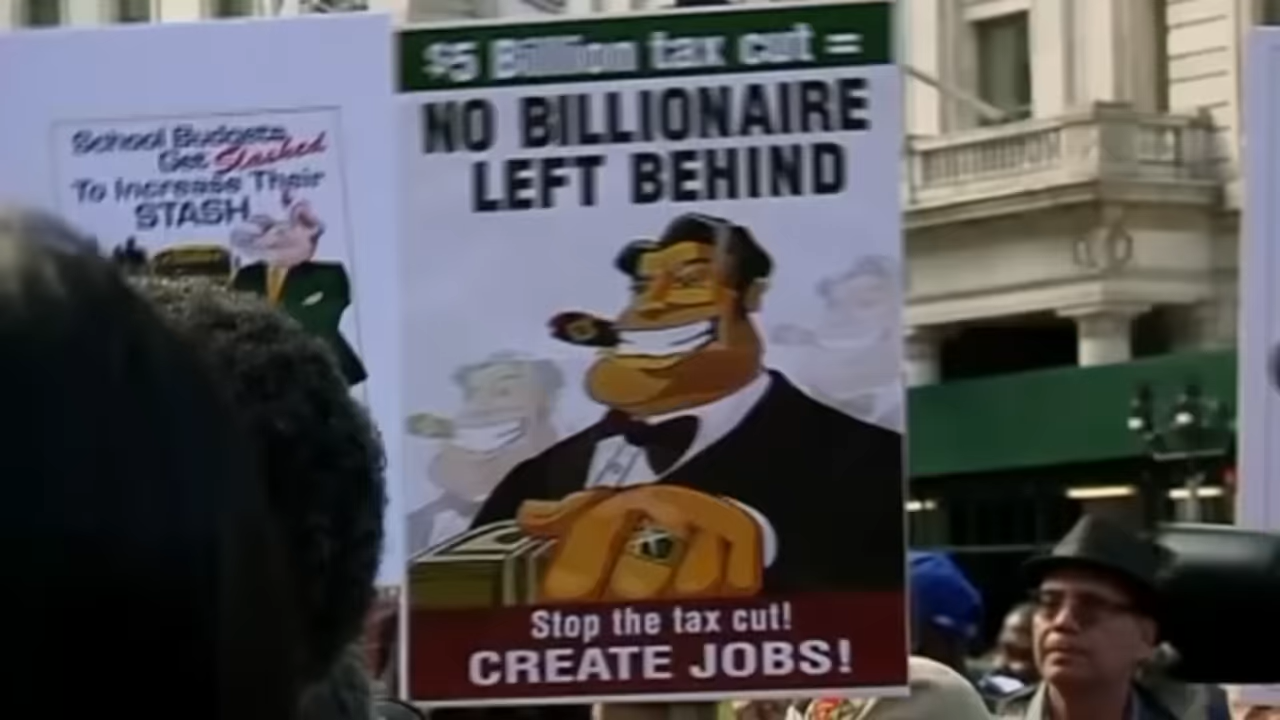 School Budgets
Get Slashed
To Increase Their
STASH
$5 Billion tax cut =
NO BILLIONAIRE
LEFT BEHIND
Stop the tax cut!
CREATE JOBS!